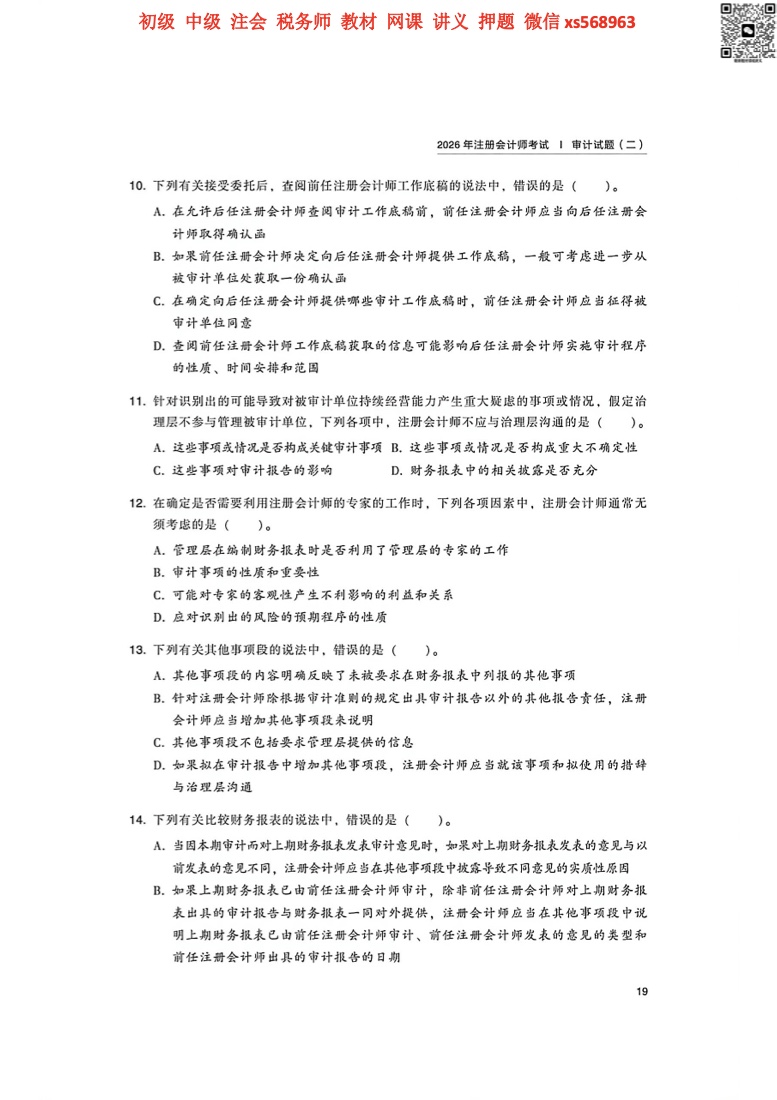 初级 中级 注会 税务师 教材 网课 讲义 押题 微信 xs568963
2026 年注册会计师考试 I 审计试题（二）
10. 下列有关接受委托后，查阅前任注册会计师工作底稿的说法中，错误的是（　　）。
A. 在允许后任注册会计师查阅审计工作底稿前，前任注册会计师应当向后任注册会
计师取得确认函
B. 如果前任注册会计师决定向后任注册会计师提供工作底稿，一般可考虑进一步从
被审计单位处获取一份确认函
C. 在确定向后任注册会计师提供哪些审计工作底稿时，前任注册会计师应当征得被
审计单位同意
D. 查阅前任注册会计师工作底稿获取的信息可能影响后任注册会计师实施审计程序
的性质、时间安排和范围
11. 针对识别出的可能导致对被审计单位持续经营能力产生重大疑虑的事项或情况，假定治
理层不参与管理被审计单位，下列各项中，注册会计师不应与治理层沟通的是（　　）。
A. 这些事项或情况是否构成关键审计事项 B. 这些事项或情况是否构成重大不确定性
C. 这些事项对审计报告的影响 D. 财务报表中的相关披露是否充分
12. 在确定是否需要利用注册会计师的专家的工作时，下列各项因素中，注册会计师通常无
须考虑的是（　　）。
A. 管理层在编制财务报表时是否利用了管理层的专家的工作
B. 审计事项的性质和重要性
C. 可能对专家的客观性产生不利影响的利益和关系
D. 应对识别出的风险的预期程序的性质
13. 下列有关其他事项段的说法中，错误的是（　　）。
A. 其他事项段的内容明确反映了未被要求在财务报表中列报的其他事项
B. 针对注册会计师除根据审计准则的规定出具审计报告以外的其他报告责任，注册
会计师应当增加其他事项段来说明
C. 其他事项段不包括要求管理层提供的信息
D. 如果拟在审计报告中增加其他事项段，注册会计师应当就该事项和拟使用的措辞
与治理层沟通
14. 下列有关比较财务报表的说法中，错误的是（　　）。
A. 当因本期审计而对上期财务报表发表审计意见时，如果对上期财务报表发表的意见与以
前发表的意见不同，注册会计师应当在其他事项段中披露导致不同意见的实质性原因
B. 如果上期财务报表已由前任注册会计师审计，除非前任注册会计师对上期财务报
表出具的审计报告与财务报表一同对外提供，注册会计师应当在其他事项段中说
明上期财务报表已由前任注册会计师审计、前任注册会计师发表的意见的类型和
前任注册会计师出具的审计报告的日期
19